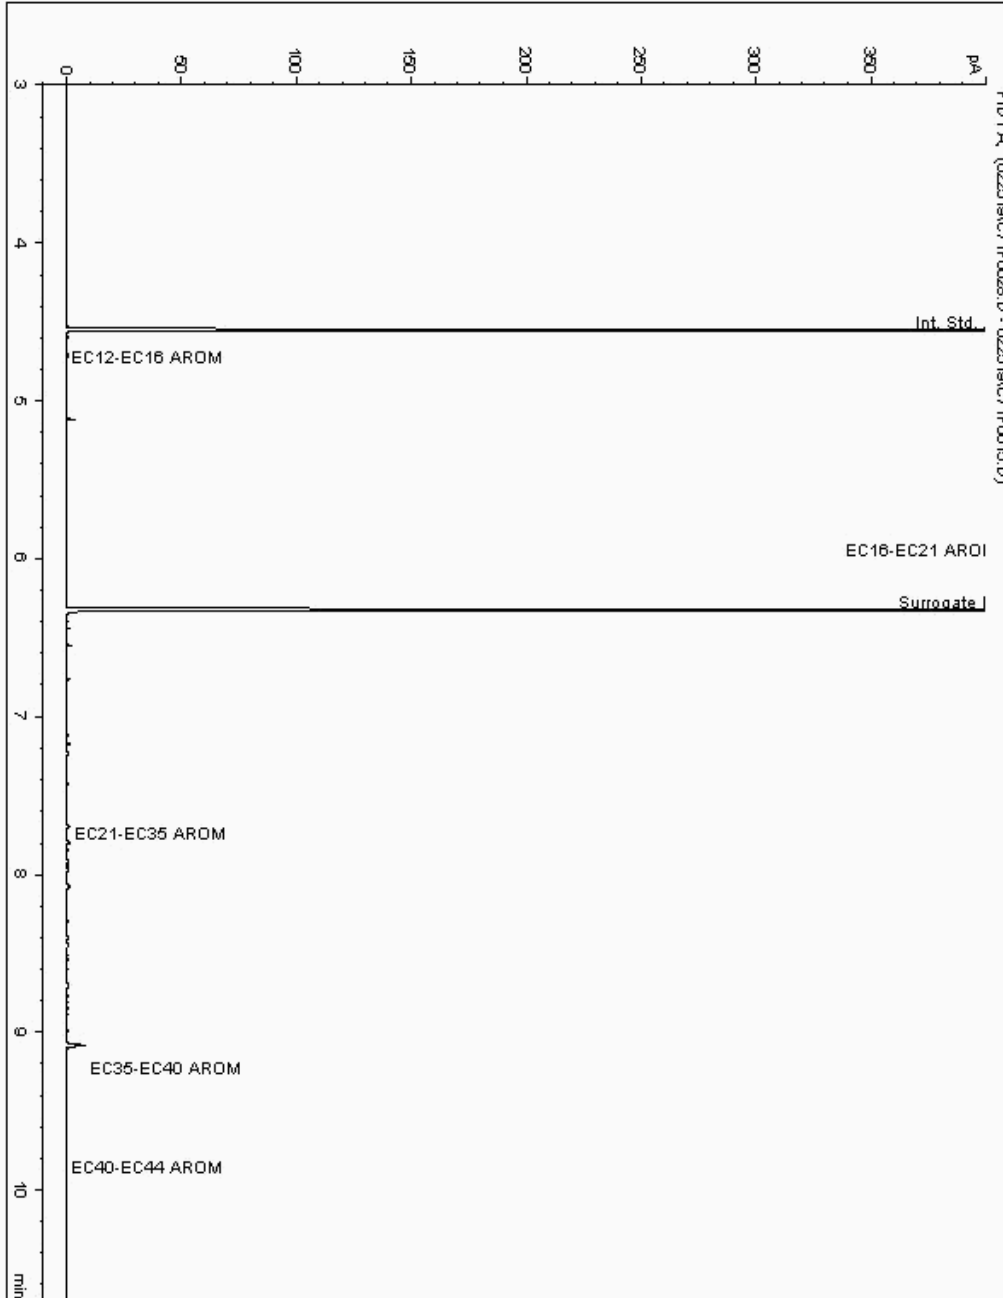 pA
350
300
250
200
150
100
50
0
3
4
5
6
7
8
9
10
min
Int. Std.
EC12-EC16 AROM
EC16-EC21 AROI
Surrogate
EC21-EC35 AROM
EC35-EC40 AROM
EC40-EC44 AROM